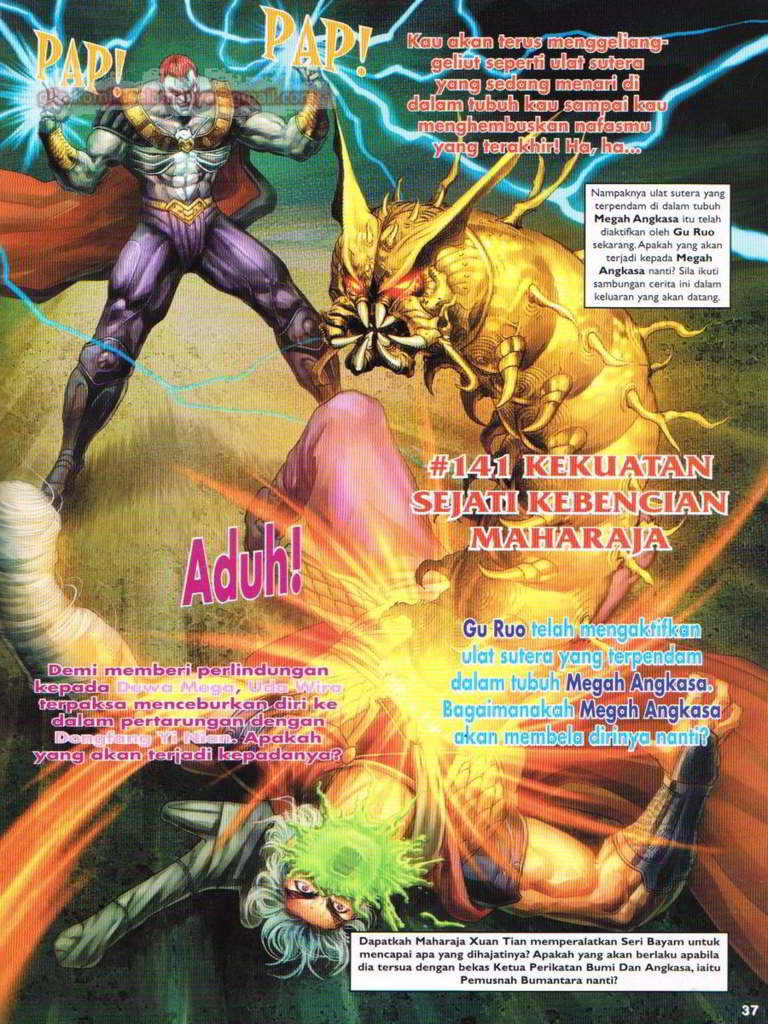 PAP!
PAP!
Kau akan terus menggeliang-
geliut seperti ulat sutera
yang sedang menari di
dalam tubuh kau sampai kau
menghembuskan nafasmu
yang terakhir! Ha, ha...
Nampaknya ulat sutera yang
terpendam di dalam tubuh
Megah Angkasa itu telah
diaktifkan oleh Gu Ruo
sekarang. Apakah yang akan
terjadi kepada Megah
Angkasa nanti? Sila ikuti
sambungan cerita ini dalam
keluaran yang akan datang.
#141 KEKUATAN
SEJATI KEBENCIAN
MAHARAJA
Aduh!
Gu Ruo telah mengaktifkan
ulat sutera yang terpendam
dalam tubuh Megah Angkasa.
Bagaimanakah Megah Angkasa
akan membela dirinya nanti?
Demi memberi perlindungan
kepada Dewa Mega, Uda Wira
terpaksa menceburkan diri ke
dalam pertarungan dengan
Dongfang Yi Nian. Apakah
yang akan terjadi kepadanya?
Dapatkah Maharaja Xuan Tian memperalatkan Seri Bayam untuk
mencapai apa yang dihajatinya? Apakah yang akan berlaku apabila
dia tersua dengan bekas Ketua Perikatan Bumi Dan Angkasa, iaitu
Pemusnah Bumantara nanti?
37